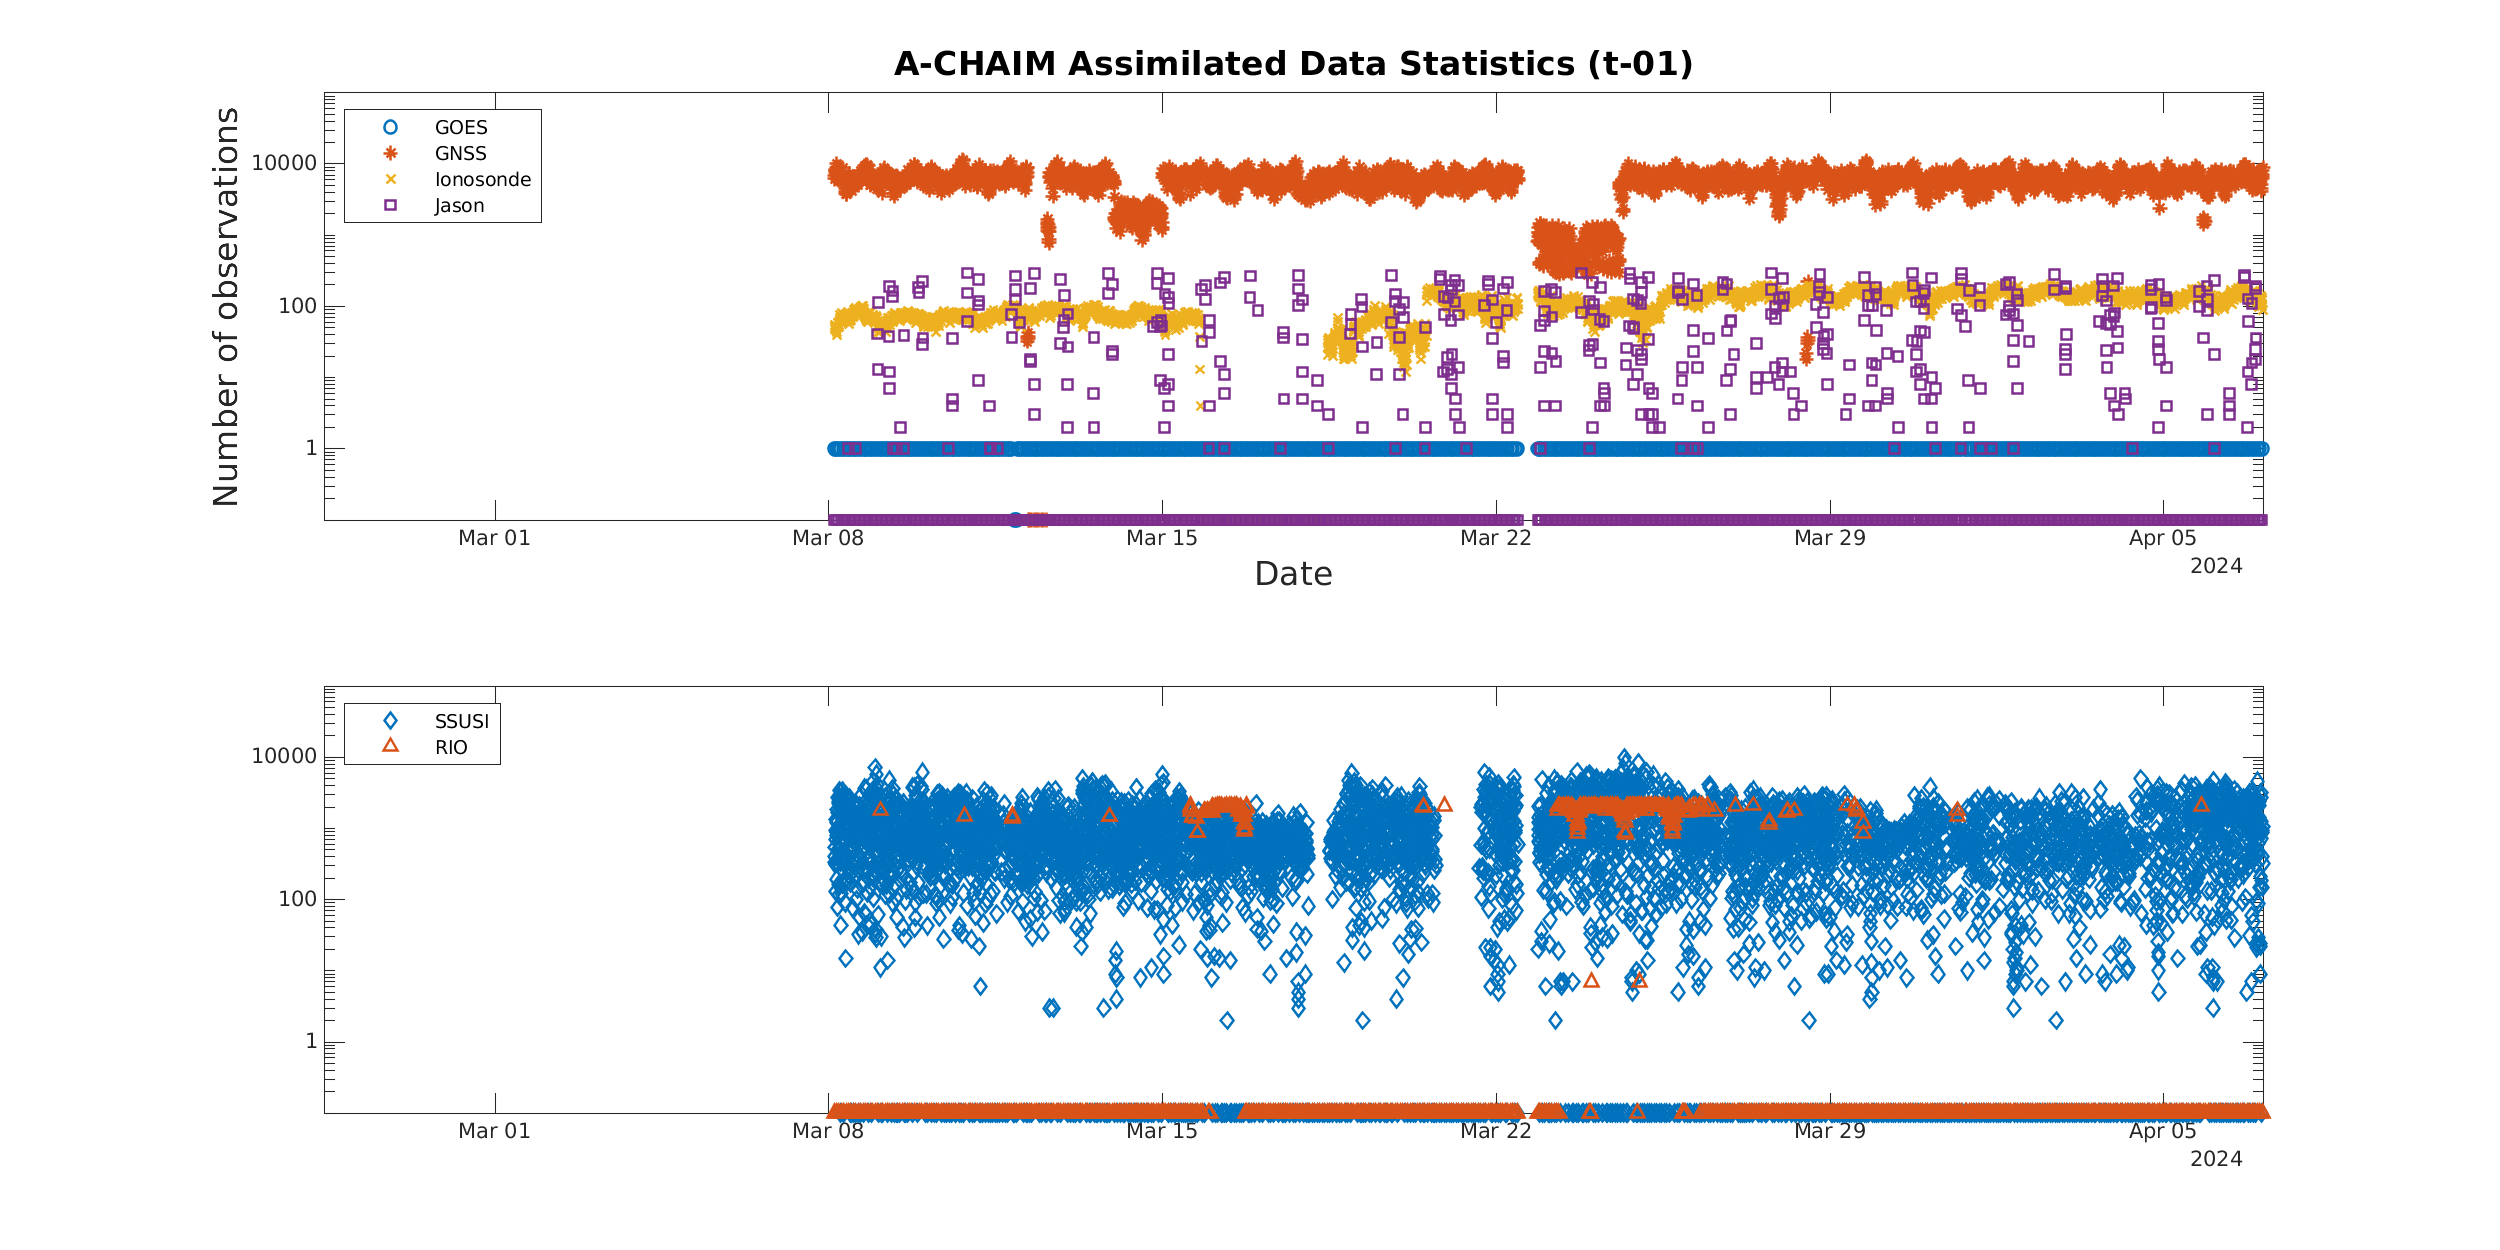 A-CHAIM Assimilated Data Statistics (t-01)
Number of observations
10000
100
1
GOES
GNSS
Ionosonde
Jason
Mar 01
Mar 08
Mar 15
Mar 22
Mar 29
Apr 05
2024
Date
10000
100
1
SSUSI
RIO
Mar 01
Mar 08
Mar 15
Mar 22
Mar 29
Apr 05
2024